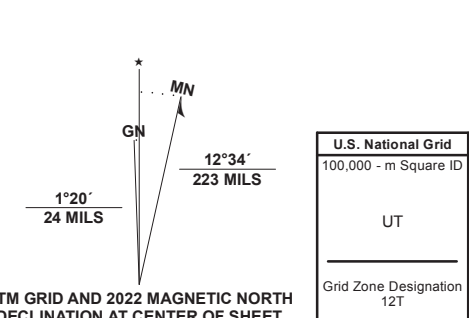 ★
MN
GN
12°34´
223 MILS
1°20´
24 MILS
TM GRID AND 2022 MAGNETIC NORTH
DECLINATION AT CENTER OF SHEET
U.S. National Grid
100,000 - m Square ID
UT
Grid Zone Designation
12T